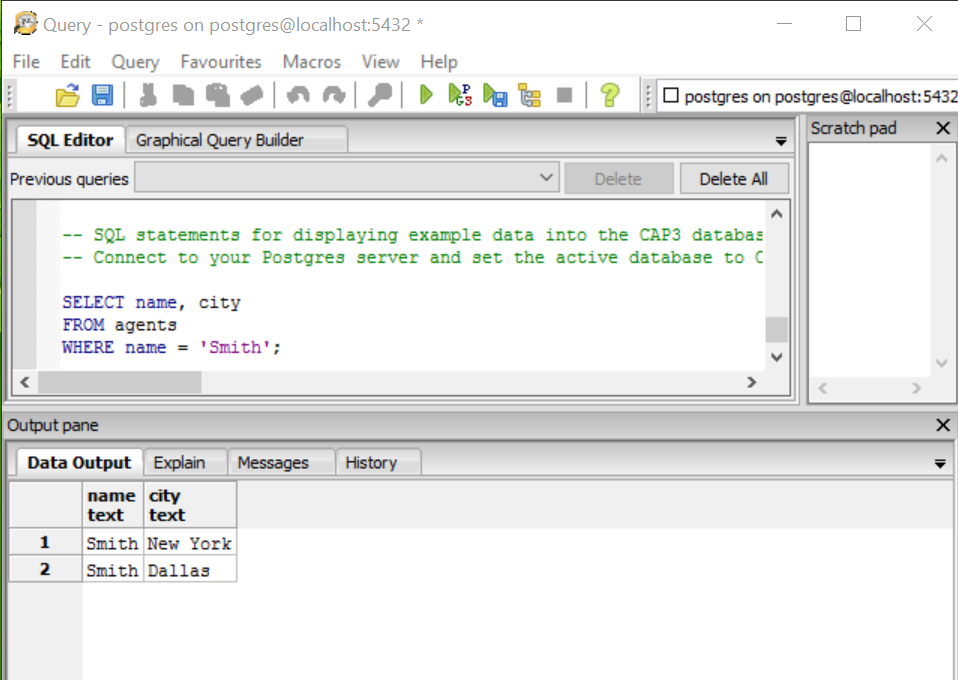 Query - postgres on postgres@localhost:5432 *
File Edit Query Favourites Macros View Help
postgres on postgres@localhost:5432
SQL Editor Graphical Query Builder
Previous queries Delete Delete All
-- SQL statements for displaying example data into the CAP3 databas
-- Connect to your Postgres server and set the active database to C
SELECT name, city
FROM agents
WHERE name = 'Smith';
Scratch pad
Output pane
Data Output Explain Messages History
name city
text text
1 Smith New York
2 Smith Dallas